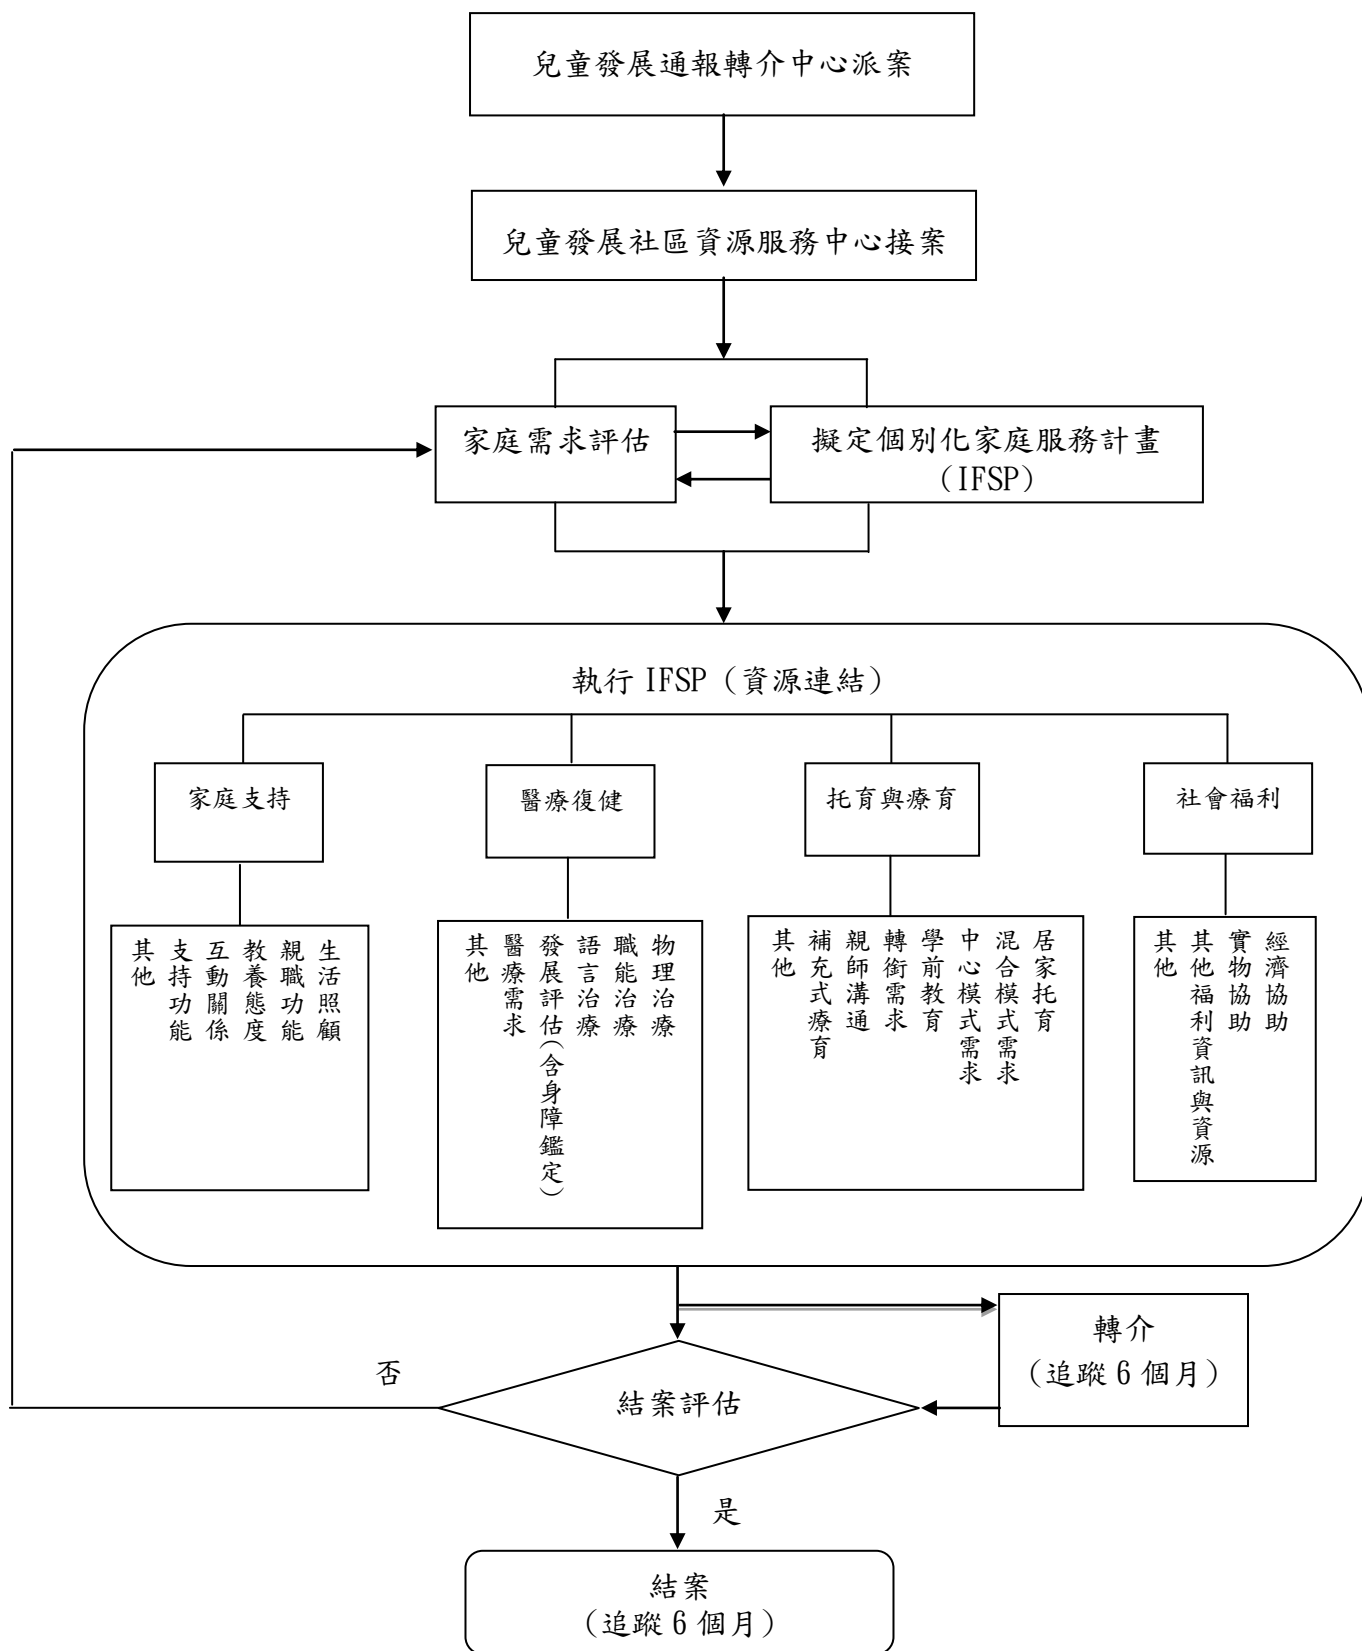 兒童發展通報轉介中心派案
兒童發展社區資源服務中心接案
家庭需求評估
擬定個別化家庭服務計畫
(IFSP)
執行 IFSP (資源連結)
家庭支持
醫療復健
托育與療育
社會福利
生活照顧
親職功能
教養態度
互動關係
支持功能
其他
物理治療
職能治療
語言治療
發展評估(含身障鑑定)
醫療需求
其他
居家托育
混合模式需求
中心模式需求
學前教育
轉銜需求
親師溝通
補充式療育
其他
經濟協助
實物協助
其他福利資訊與資源
其他
轉介
(追蹤 6 個月)
否
結案評估
是
結案
(追蹤 6 個月)